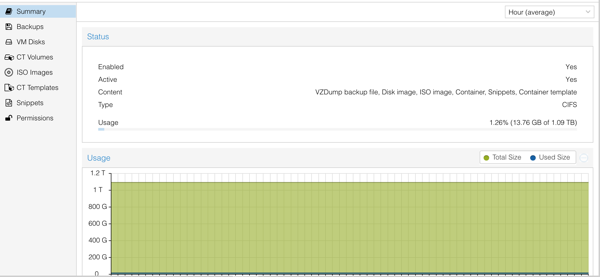 Summary
Hour (average)
Backups
VM Disks
CT Volumes
ISO Images
CT Templates
Snippets
Permissions
Status
Enabled Yes
Active Yes
Content VZDump backup file, Disk image, ISO image, Container, Snippets, Container template
Type CIFS
Usage 1.26% (13.76 GB of 1.09 TB)
Usage
Total Size Used Size
1.2 T
1 T
800 G
600 G
400 G
200 G
0